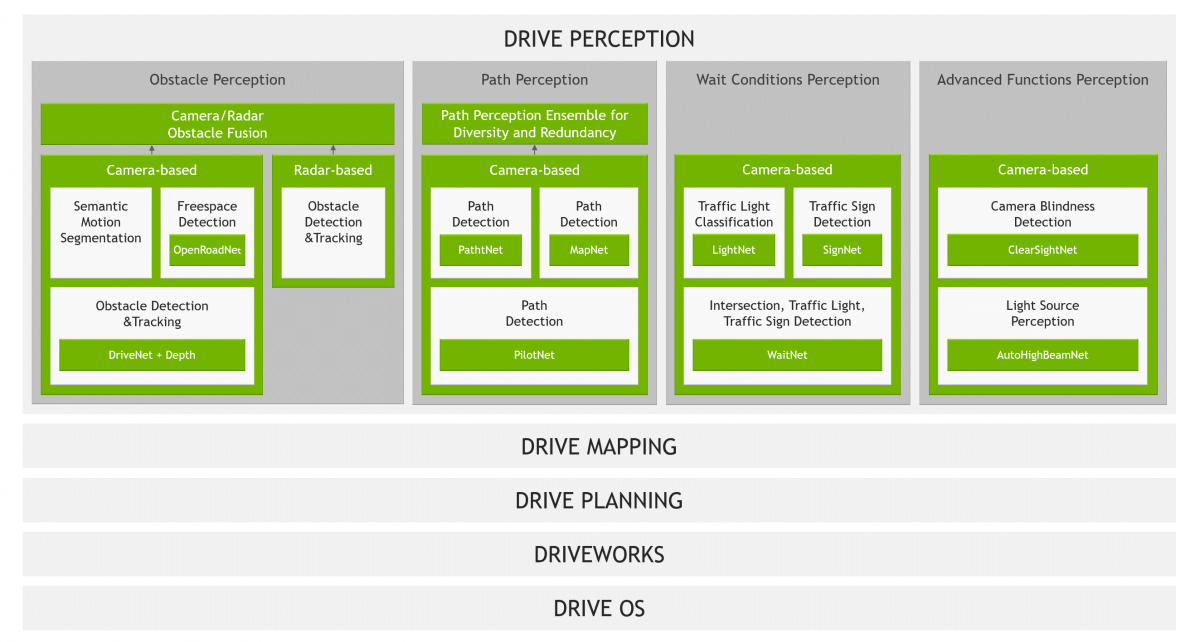 DRIVE PERCEPTION
Obstacle Perception
Camera/Radar
Obstacle Fusion
Camera-based
Semantic
Motion
Segmentation
Freespace
Detection
OpenRoadNet
Obstacle Detection
&Tracking
DriveNet + Depth
Radar-based
Obstacle
Detection
&Tracking
Path Perception
Path Perception Ensemble for
Diversity and Redundancy
Camera-based
Path
Detection
PathtNet
Path
Detection
MapNet
Path
Detection
PilotNet
Wait Conditions Perception
Camera-based
Traffic Light
Classification
LightNet
Traffic Sign
Detection
SignNet
Intersection, Traffic Light,
Traffic Sign Detection
WaitNet
Advanced Functions Perception
Camera-based
Camera Blindness
Detection
ClearSightNet
Light Source
Perception
AutoHighBeamNet
DRIVE MAPPING
DRIVE PLANNING
DRIVEWORKS
DRIVE OS